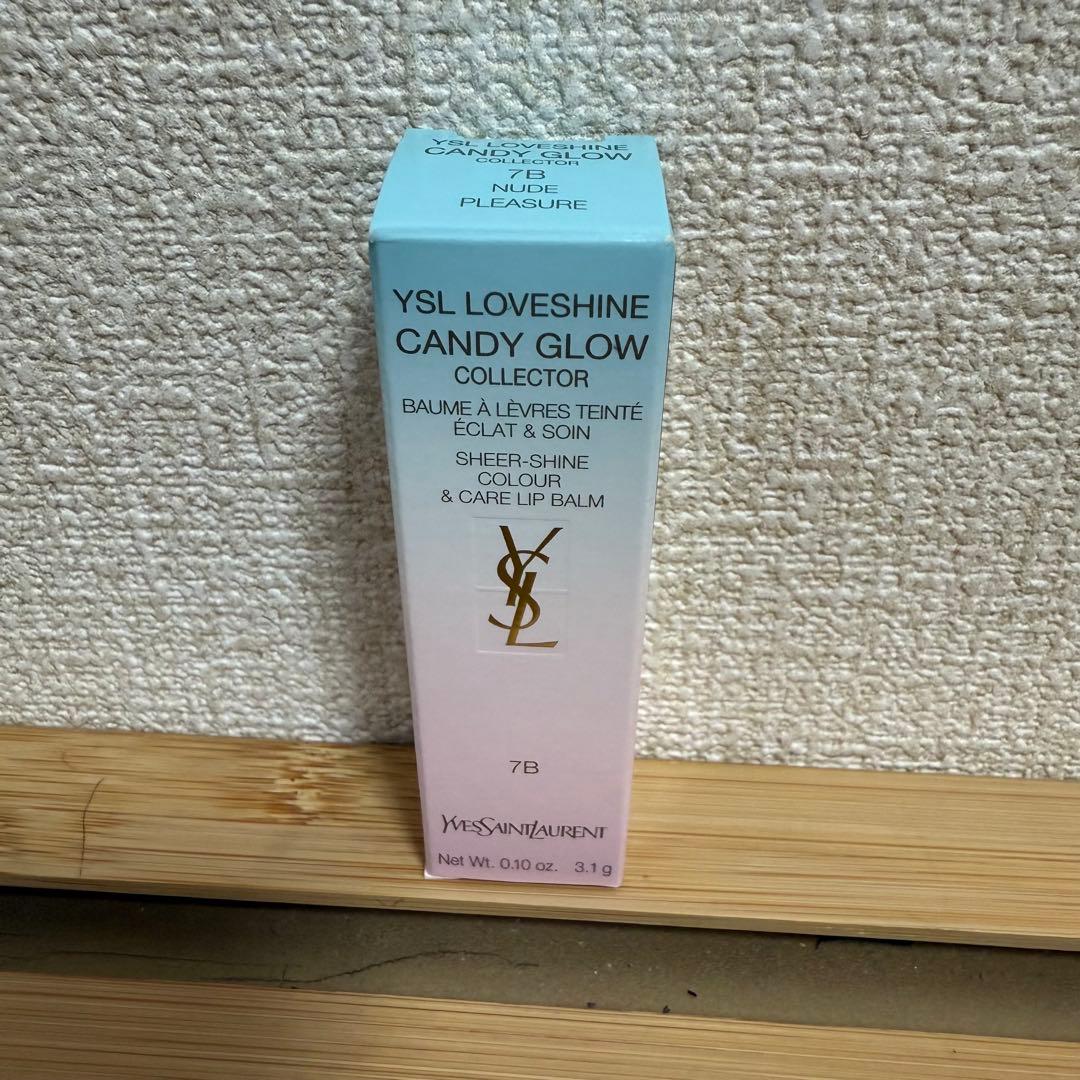 YSL LOVESHINE
CANDY GLOW
COLLECTOR
7B
NUDE
PLEASURE
YSL LOVESHINE
CANDY GLOW
COLLECTOR
BAUME À LÈVRES TEINTÉ
ÉCLAT & SOIN
SHEER-SHINE
COLOUR
& CARE LIP BALM
YSL
7B
YVESSAINTLAURENT
Net Wt. 0.10 oz. 3.1 g